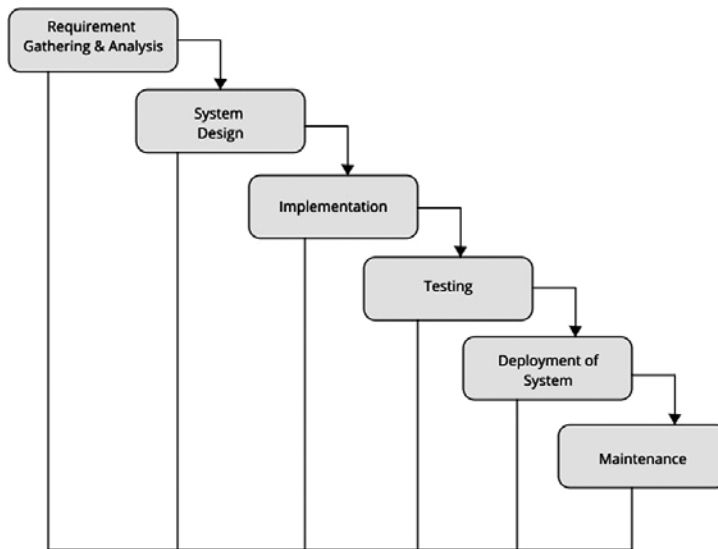 Requirement
Gathering & Analysis
System
Design
Implementation
Testing
Deployment of
System
Maintenance